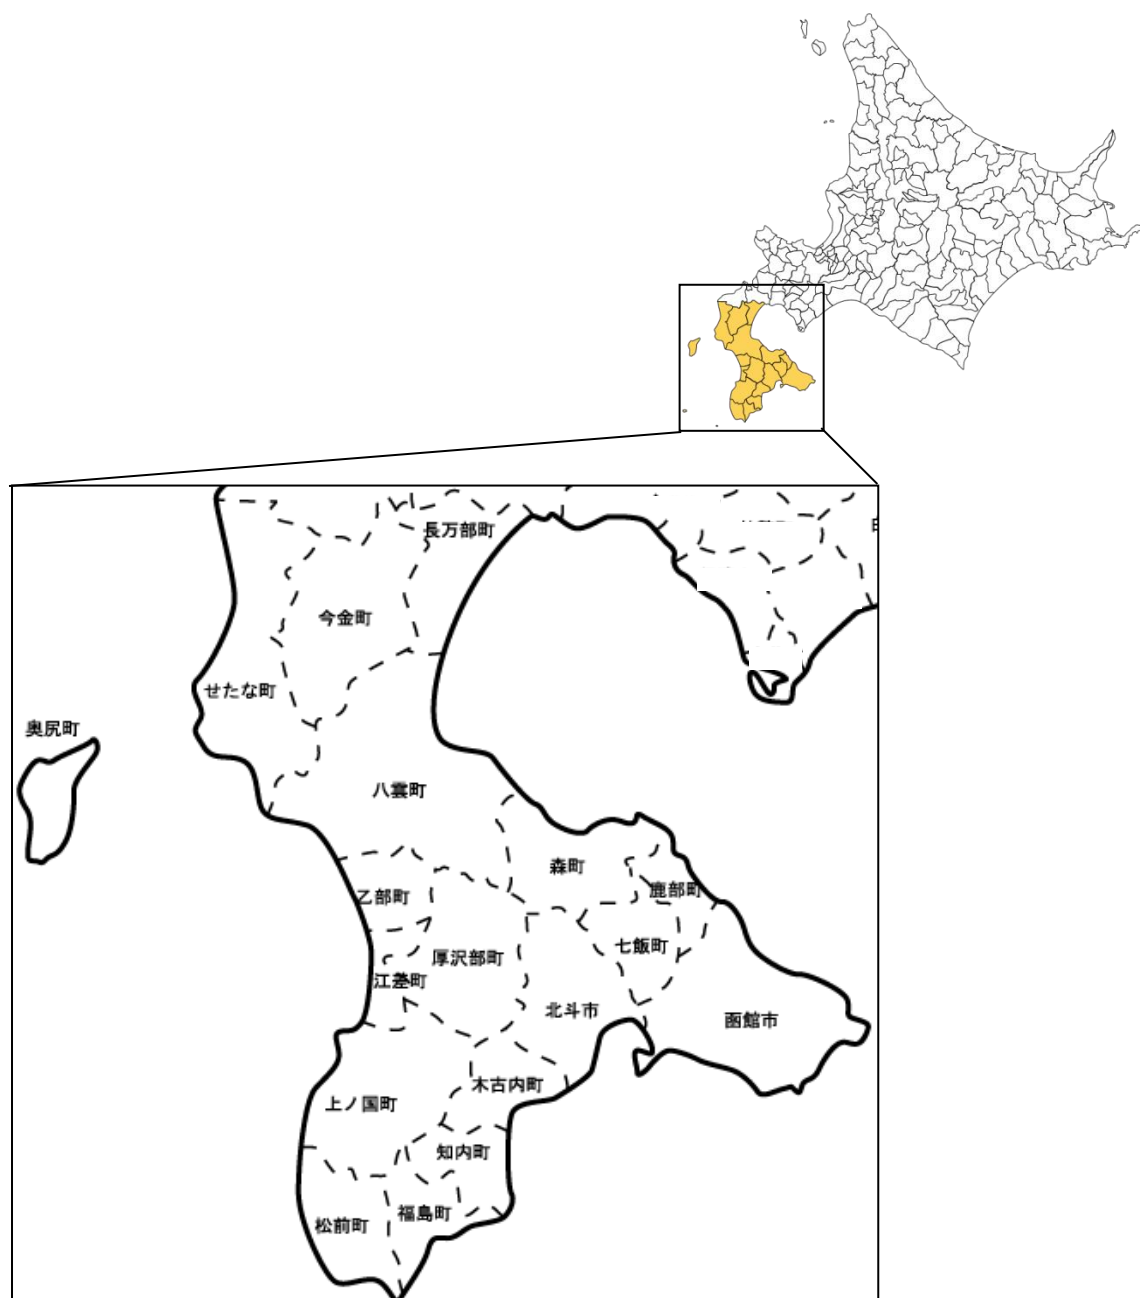 長万部町
今金町
せたな町
奥尻町
八雲町
森町
鹿部町
乙部町
七飯町
厚沢部町
江差町
北斗市
函館市
木古内町
上ノ国町
知内町
福島町
松前町